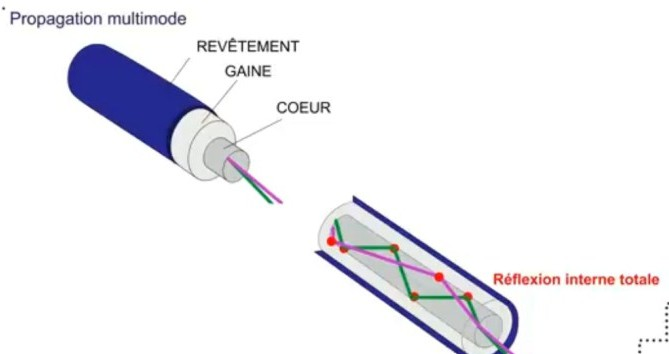 Propagation multimode
REVÊTEMENT
GAINE
COEUR
Réflexion interne totale